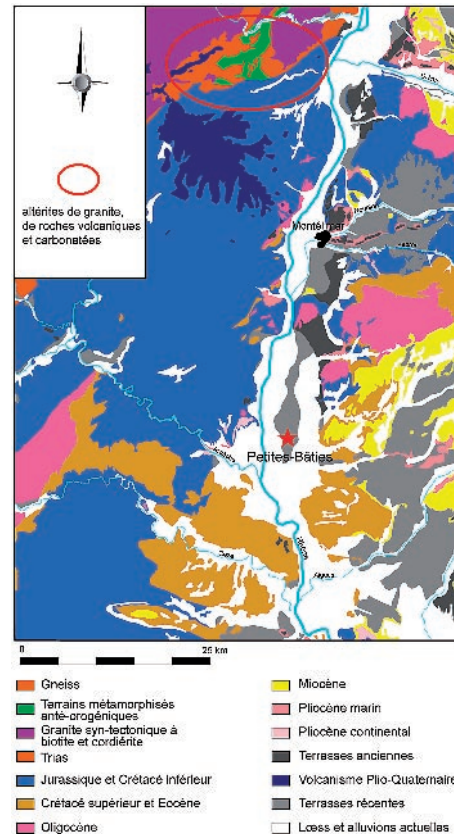 altérites de granite,
de roches volcaniques
et carbonatées
Petites-Bâties
0 25 km
Gneiss
Terrains métamorphisés
anté-orogéniques
Granite syn-tectonique à
biotite et cordiérite
Trias
Jurassique et Crétacé Inférieur
Crétacé supérieur et Eocène
Oligocène
Miocène
Pliocène marin
Pliocène continental
Terrasses anciennes
Volcanisme Plio-Quaternaire
Terrasses récentes
Lœss et alluvions actuelles